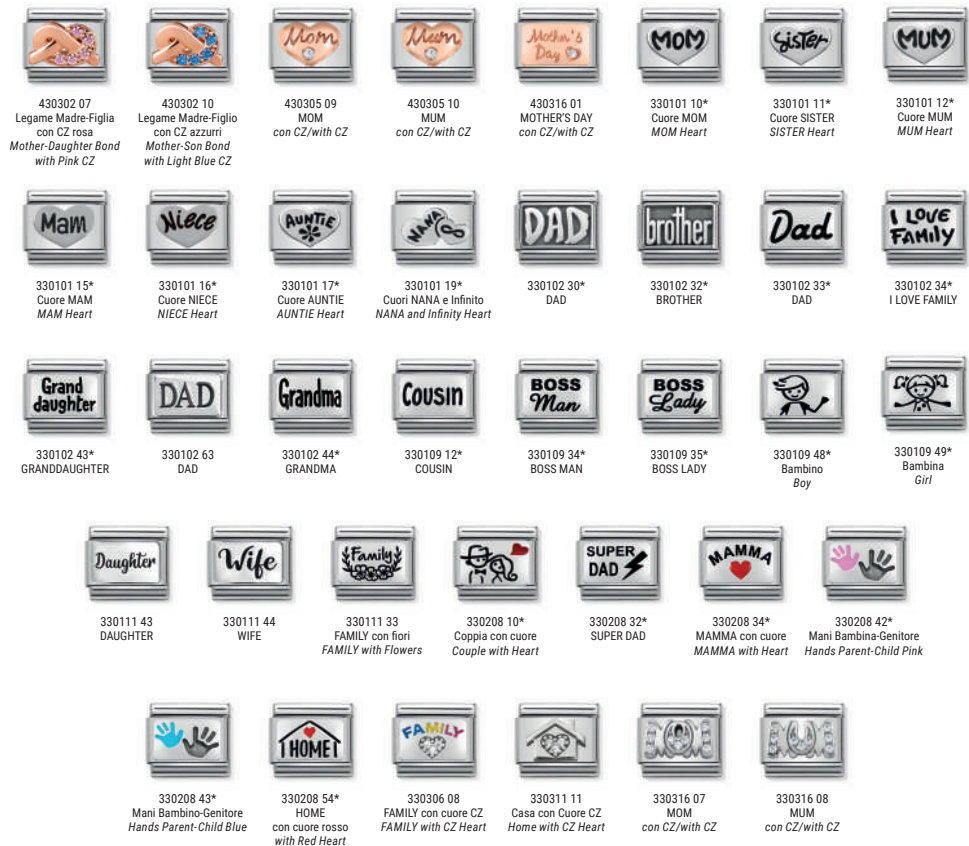 Mom
Mum
Mother's
Day
MOM
SiSTER
MUM
430302 07
Legame Madre-Figlia
con CZ rosa
Mother-Daughter Bond
with Pink CZ
430302 10
Legame Madre-Figlio
con CZ azzurri
Mother-Son Bond
with Light Blue CZ
430305 09
MOM
con CZ/with CZ
430305 10
MUM
con CZ/with CZ
430316 01
MOTHER'S DAY
con CZ/with CZ
330101 10*
Cuore MOM
MOM Heart
330101 11*
Cuore SISTER
SISTER Heart
330101 12*
Cuore MUM
MUM Heart
Mam
Niece
AUNTiE
NANA
DAD
brother
Dad
I LOVE
FAMILY
330101 15*
Cuore MAM
MAM Heart
330101 16*
Cuore NIECE
NIECE Heart
330101 17*
Cuore AUNTIE
AUNTIE Heart
330101 19*
Cuori NANA e Infinito
NANA and Infinity Heart
330102 30*
DAD
330102 32*
BROTHER
330102 33*
DAD
330102 34*
I LOVE FAMILY
Grand
daughter
DAD
Grandma
COUSIN
BOSS
Man
BOSS
Lady
330102 43*
GRANDDAUGHTER
330102 63
DAD
330102 44*
GRANDMA
330109 12*
COUSIN
330109 34*
BOSS MAN
330109 35*
BOSS LADY
330109 48*
Bambino
Boy
330109 49*
Bambina
Girl
Daughter
Wife
Family
SUPER
DAD
MAMMA
330111 43
DAUGHTER
330111 44
WIFE
330111 33
FAMILY con fiori
FAMILY with Flowers
330208 10*
Coppia con cuore
Couple with Heart
330208 32*
SUPER DAD
330208 34*
MAMMA con cuore
MAMMA with Heart
330208 42*
Mani Bambina-Genitore
Hands Parent-Child Pink
HOME
FAMILY
MOM
MUM
330208 43*
Mani Bambino-Genitore
Hands Parent-Child Blue
330208 54*
HOME
con cuore rosso
with Red Heart
330306 08
FAMILY con cuore CZ
FAMILY with CZ Heart
330311 11
Casa con Cuore CZ
Home with CZ Heart
330316 07
MOM
con CZ/with CZ
330316 08
MUM
con CZ/with CZ